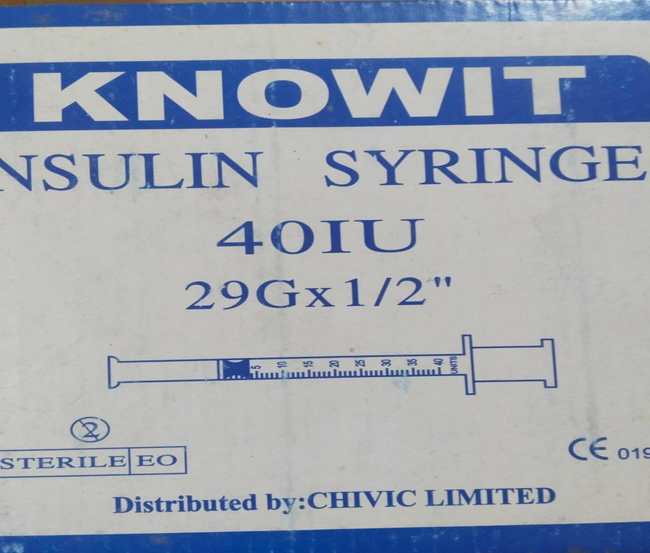 KNOWIT
NSULIN SYRINGE
40IU
29Gx1/2"
5 10 15 20 25 30 35 40 UNITS
2
STERILE EO
CE 019
Distributed by:CHIVIC LIMITED